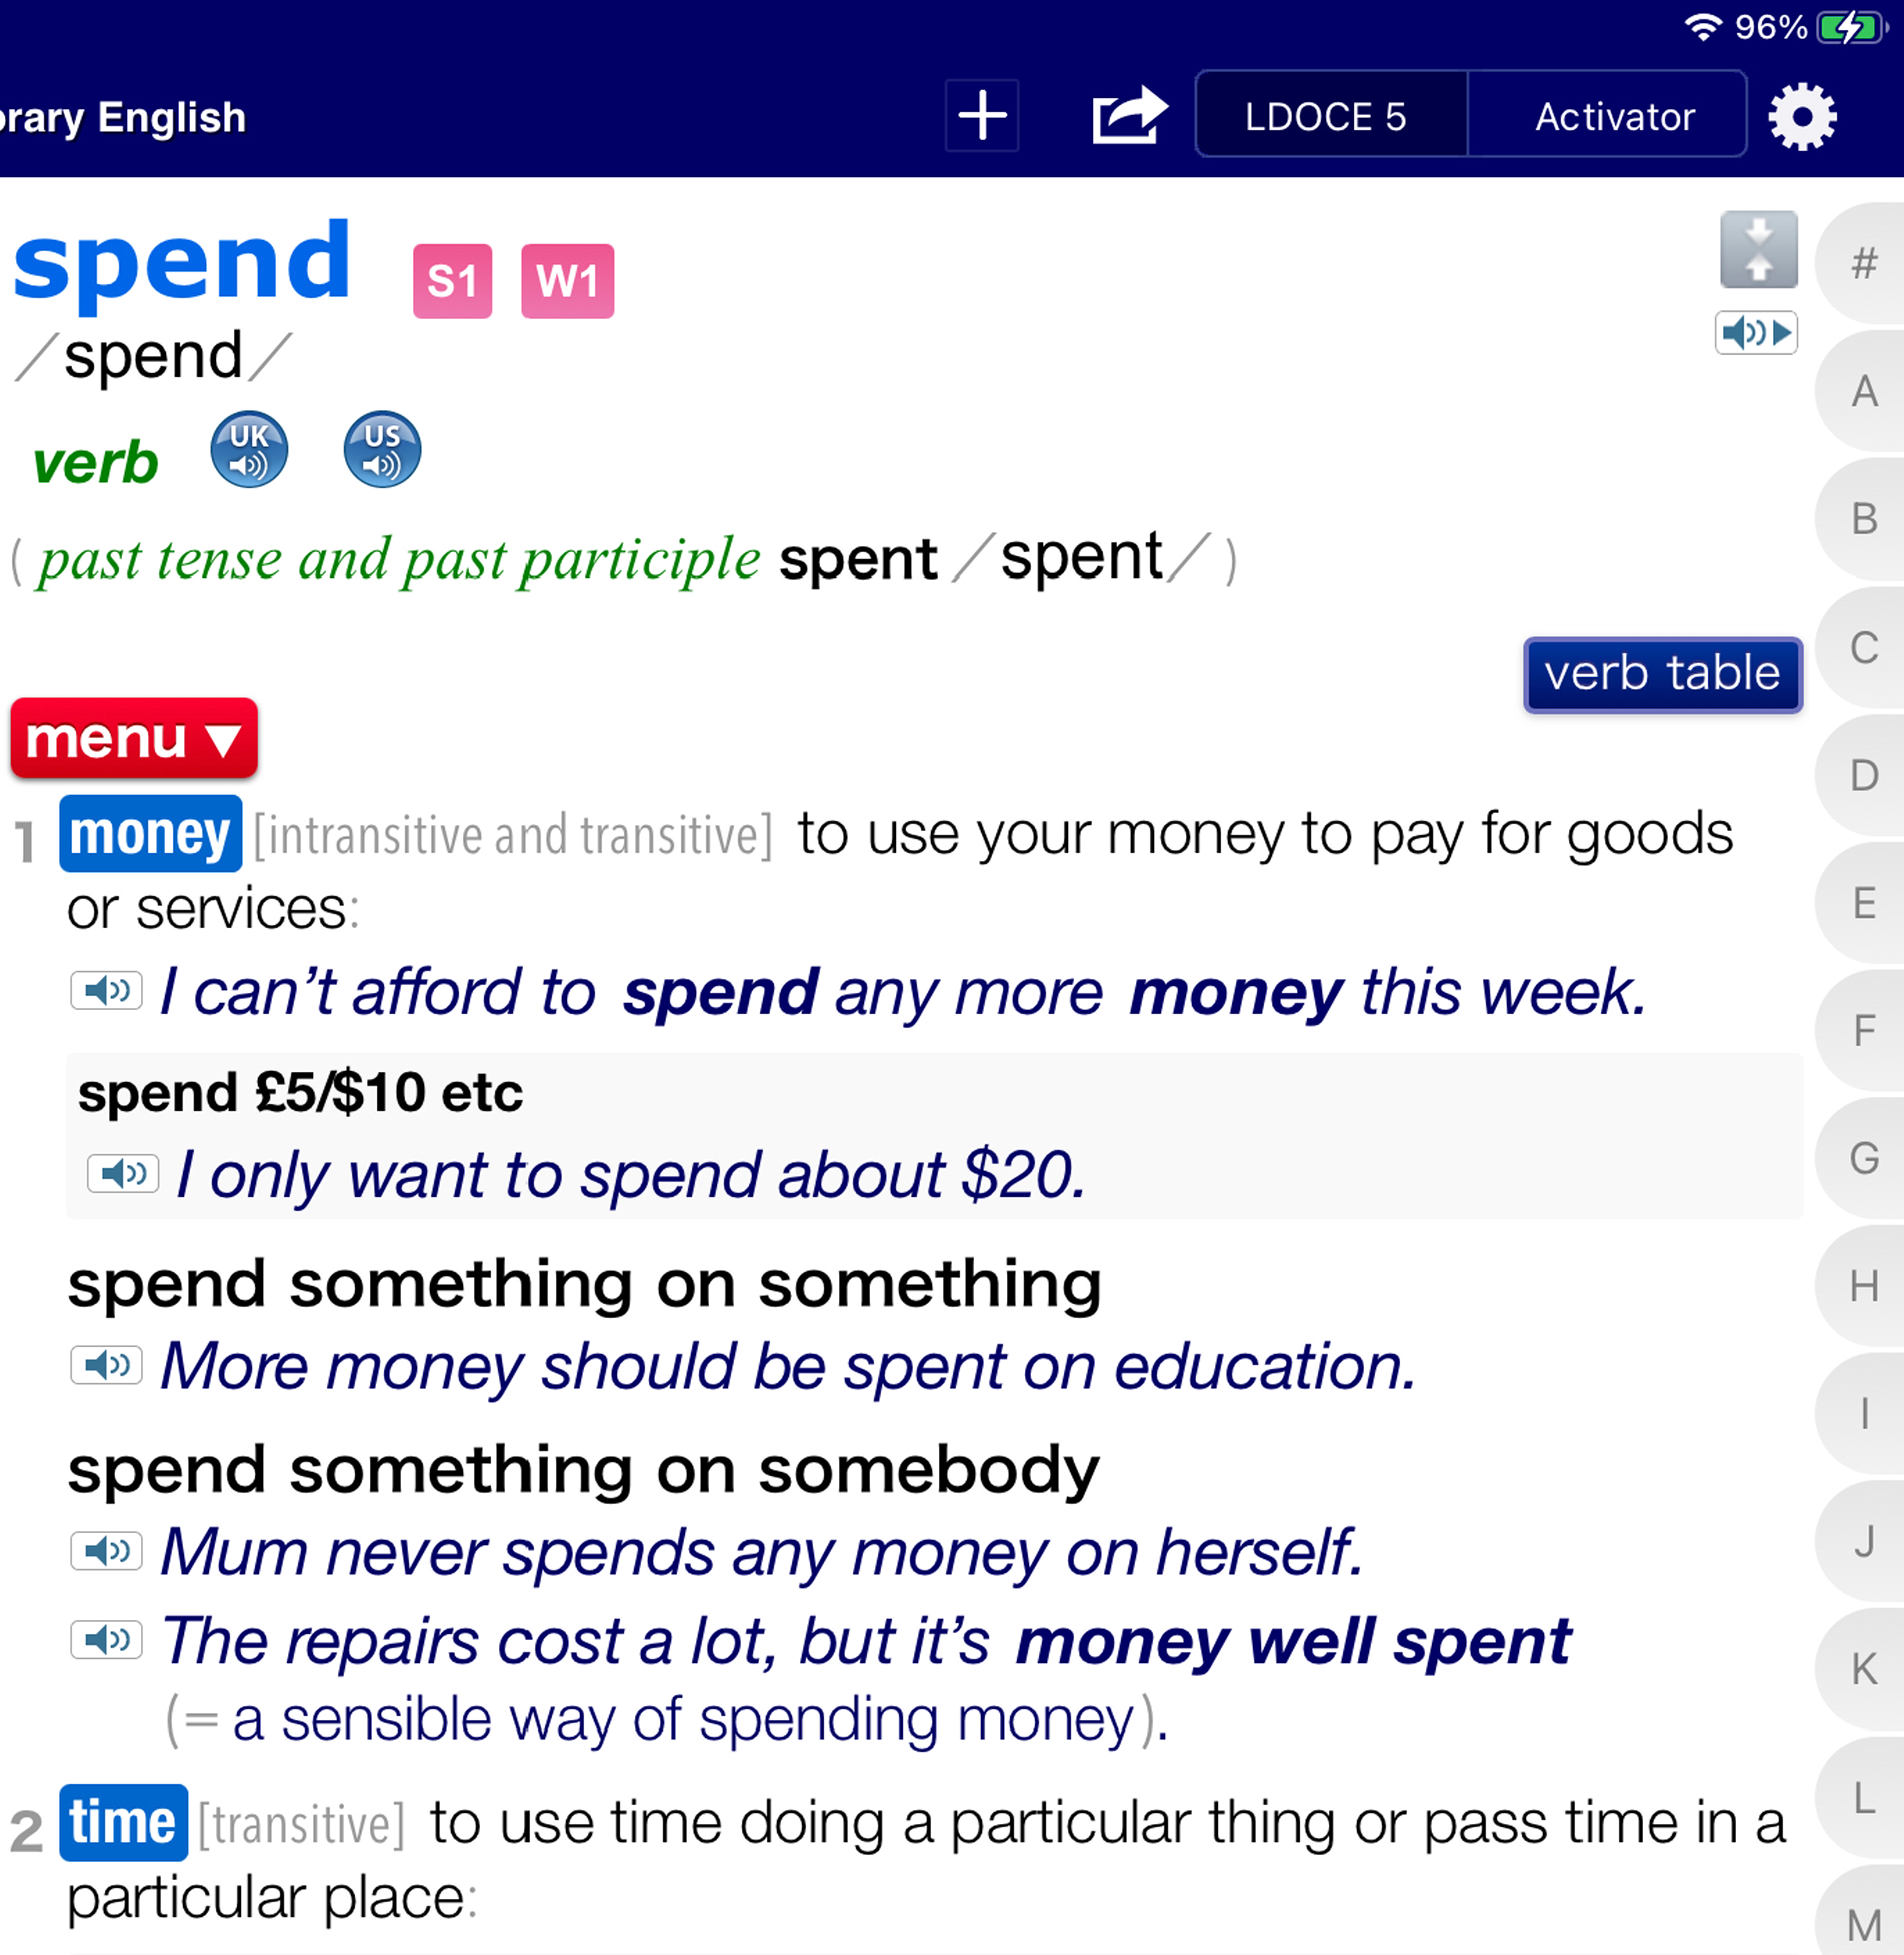 96%
orary English
LDOCE 5
Activator
spend S1 W1
/spend/
verb UK US
( past tense and past participle spent /spent/ )
verb table
menu ▼
1 money [intransitive and transitive] to use your money to pay for goods
or services:
I can’t afford to spend any more money this week.
spend £5/$10 etc
I only want to spend about $20.
spend something on something
More money should be spent on education.
spend something on somebody
Mum never spends any money on herself.
The repairs cost a lot, but it’s money well spent
(= a sensible way of spending money).
2 time [transitive] to use time doing a particular thing or pass time in a
particular place:
#
A
B
C
D
E
F
G
H
I
J
K
L
M